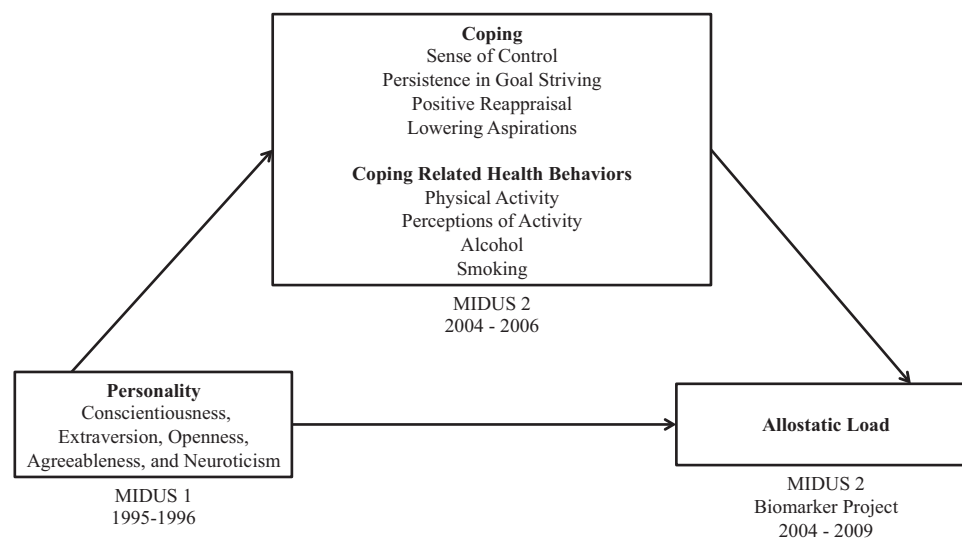 Coping
Sense of Control
Persistence in Goal Striving
Positive Reappraisal
Lowering Aspirations
Coping Related Health Behaviors
Physical Activity
Perceptions of Activity
Alcohol
Smoking
MIDUS 2
2004 - 2006
Personality
Conscientiousness,
Extraversion, Openness,
Agreeableness, and Neuroticism
MIDUS 1
1995-1996
Allostatic Load
MIDUS 2
Biomarker Project
2004 - 2009